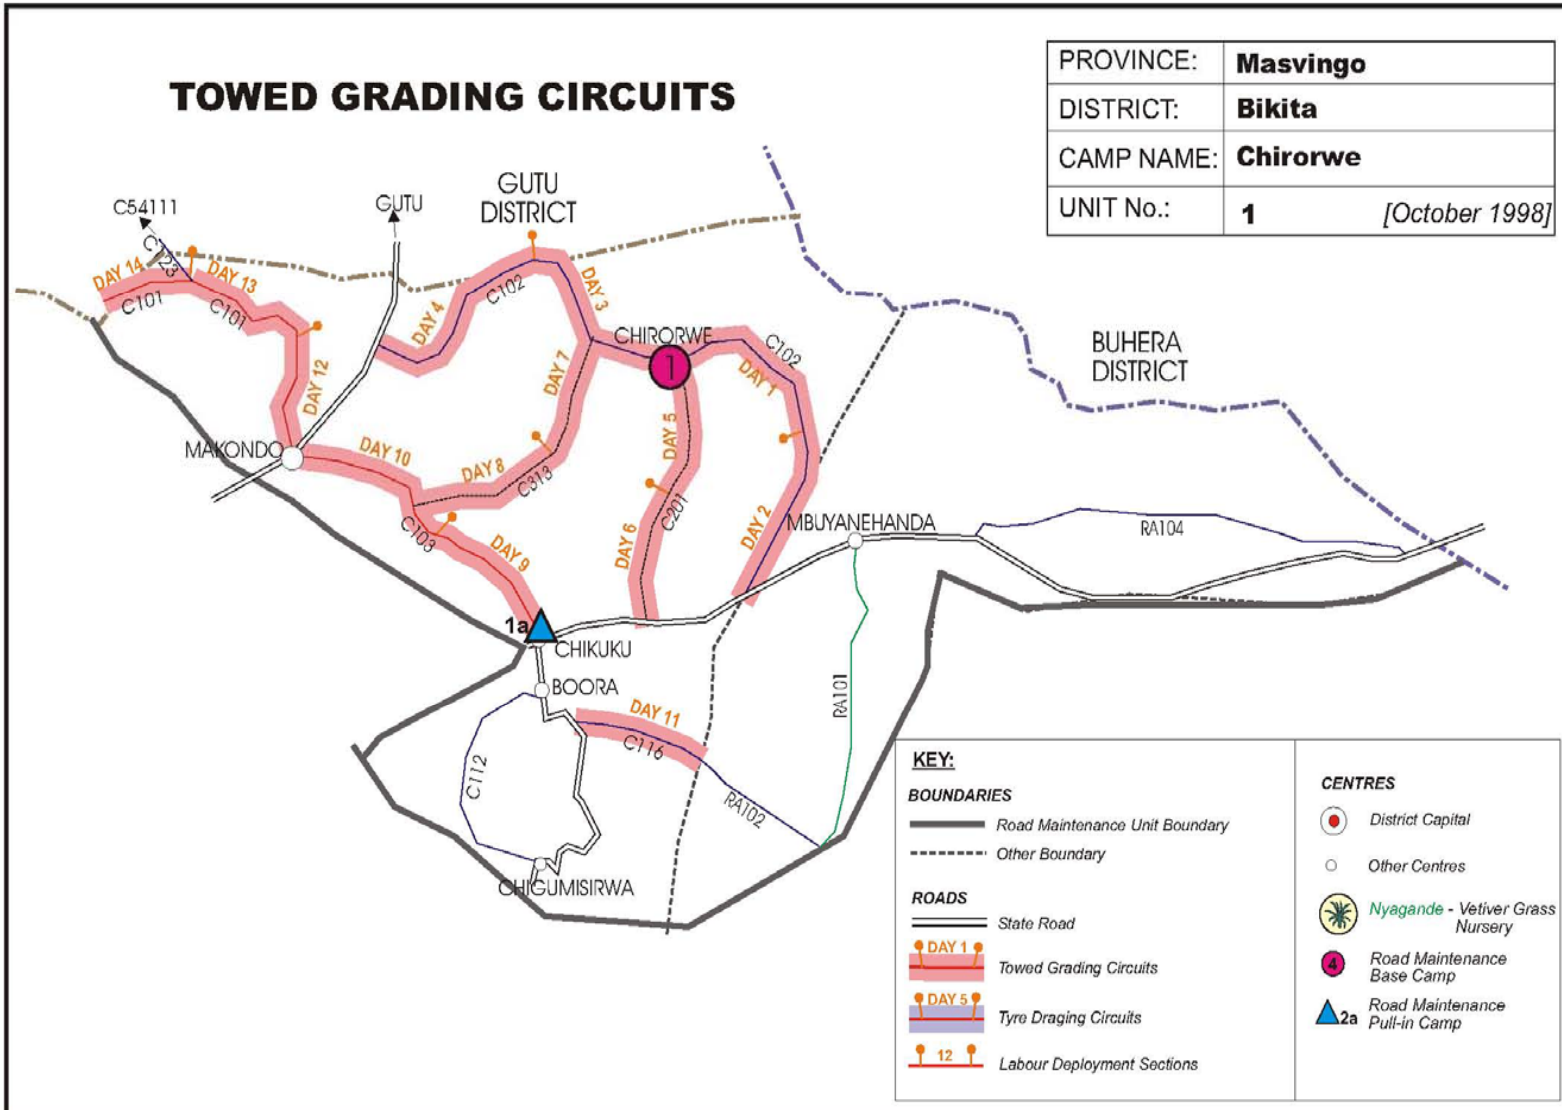 TOWED GRADING CIRCUITS
PROVINCE: Masvingo
DISTRICT: Bikita
CAMP NAME: Chirorwe
UNIT No.: 1 [October 1998]
C54111
GUTU
GUTU
DISTRICT
C123
DAY 14
C101
DAY 13
C101
DAY 12
DAY 4
C102
DAY 3
CHIRORWE
1
C102
DAY 1
BUHERA
DISTRICT
DAY 7
DAY 5
MAKONDO
DAY 10
DAY 8
C313
C103
DAY 9
C201
DAY 6
DAY 2
MBUYANEHANDA
RA104
1a
CHIKUKU
BOORA
DAY 11
C116
RA101
C112
RA102
CHIGUMISIRWA
KEY:
BOUNDARIES
Road Maintenance Unit Boundary
Other Boundary
ROADS
State Road
DAY 1
Towed Grading Circuits
DAY 5
Tyre Draging Circuits
12
Labour Deployment Sections
CENTRES
District Capital
Other Centres
Nyagande - Vetiver Grass
Nursery
4
Road Maintenance
Base Camp
2a
Road Maintenance
Pull-in Camp